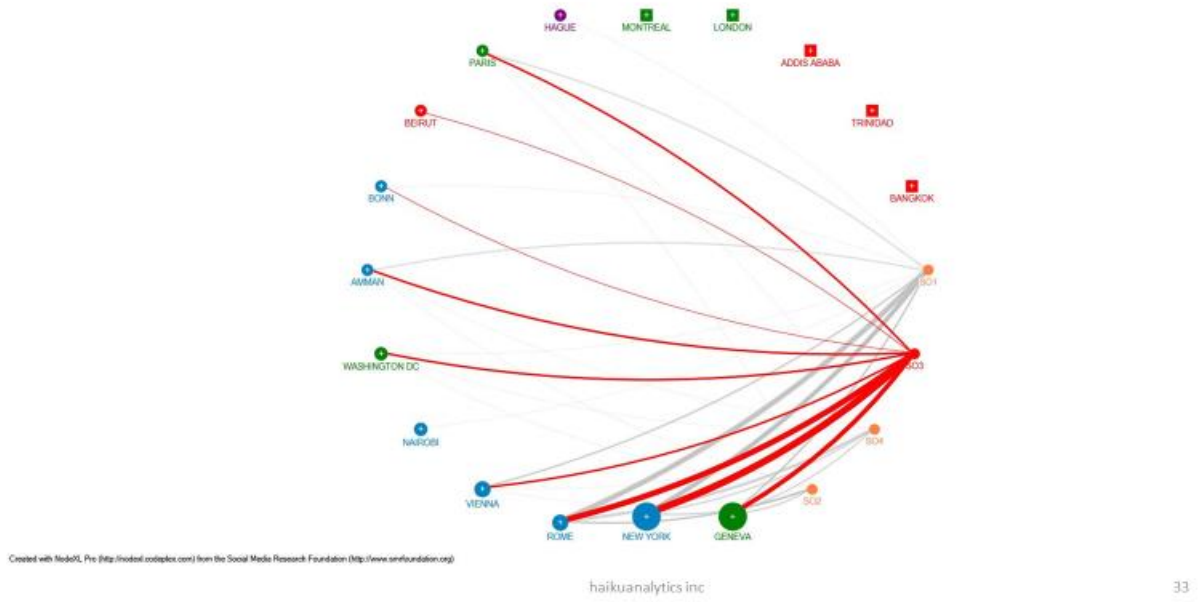 HAGUE MONTREAL LONDON
PARIS ADDIS ABABA
BEIRUT TRINIDAD
BONN BANGKOK
AMMAN SO1
WASHINGTON DC SO3
NAIROBI SO4
VIENNA SO2
ROME NEW YORK GENEVA
Created with NodeXL Pro (http://nodexl.codeplex.com) from the Social Media Research Foundation (http://www.smrfoundation.org)
haikuanalytics inc 33